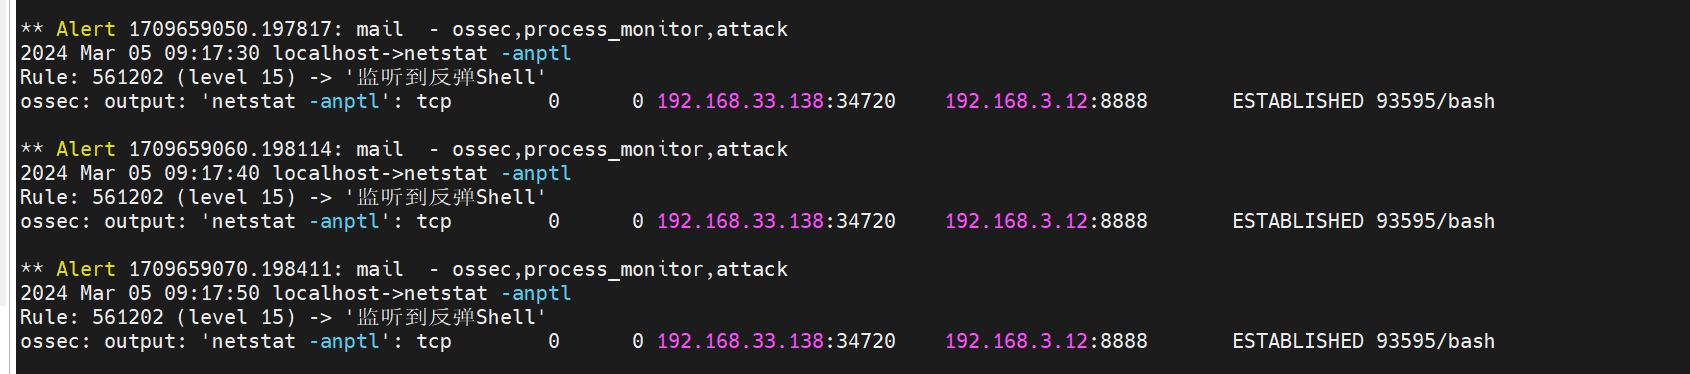 ** Alert 1709659050.197817: mail  - ossec,process_monitor,attack
2024 Mar 05 09:17:30 localhost->netstat -anptl
Rule: 561202 (level 15) -> '监听到反弹Shell'
ossec: output: 'netstat -anptl': tcp        0      0 192.168.33.138:34720    192.168.3.12:8888       ESTABLISHED 93595/bash
** Alert 1709659060.198114: mail  - ossec,process_monitor,attack
2024 Mar 05 09:17:40 localhost->netstat -anptl
Rule: 561202 (level 15) -> '监听到反弹Shell'
ossec: output: 'netstat -anptl': tcp        0      0 192.168.33.138:34720    192.168.3.12:8888       ESTABLISHED 93595/bash
** Alert 1709659070.198411: mail  - ossec,process_monitor,attack
2024 Mar 05 09:17:50 localhost->netstat -anptl
Rule: 561202 (level 15) -> '监听到反弹Shell'
ossec: output: 'netstat -anptl': tcp        0      0 192.168.33.138:34720    192.168.3.12:8888       ESTABLISHED 93595/bash